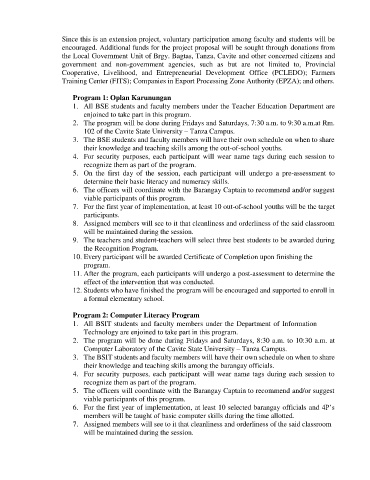 Since this is an extension project, voluntary participation among faculty and students will be
encouraged. Additional funds for the project proposal will be sought through donations from
the Local Government Unit of Brgy. Bagtas, Tanza, Cavite and other concerned citizens and
government and non-government agencies, such as but are not limited to, Provincial
Cooperative, Livelihood, and Entrepreneurial Development Office (PCLEDO); Farmers
Training Center (FITS); Companies in Export Processing Zone Authority (EPZA); and others.
Program 1: Oplan Karunungan
1. All BSE students and faculty members under the Teacher Education Department are
enjoined to take part in this program.
2. The program will be done during Fridays and Saturdays, 7:30 a.m. to 9:30 a.m.at Rm.
102 of the Cavite State University – Tanza Campus.
3. The BSE students and faculty members will have their own schedule on when to share
their knowledge and teaching skills among the out-of-school youths.
4. For security purposes, each participant will wear name tags during each session to
recognize them as part of the program.
5. On the first day of the session, each participant will undergo a pre-assessment to
determine their basic literacy and numeracy skills.
6. The officers will coordinate with the Barangay Captain to recommend and/or suggest
viable participants of this program.
7. For the first year of implementation, at least 10 out-of-school youths will be the target
participants.
8. Assigned members will see to it that cleanliness and orderliness of the said classroom
will be maintained during the session.
9. The teachers and student-teachers will select three best students to be awarded during
the Recognition Program.
10. Every participant will be awarded Certificate of Completion upon finishing the
program.
11. After the program, each participants will undergo a post-assessment to determine the
effect of the intervention that was conducted.
12. Students who have finished the program will be encouraged and supported to enroll in
a formal elementary school.
Program 2: Computer Literacy Program
1. All BSIT students and faculty members under the Department of Information
Technology are enjoined to take part in this program.
2. The program will be done during Fridays and Saturdays, 8:30 a.m. to 10:30 a.m. at
Computer Laboratory of the Cavite State University – Tanza Campus.
3. The BSIT students and faculty members will have their own schedule on when to share
their knowledge and teaching skills among the barangay officials.
4. For security purposes, each participant will wear name tags during each session to
recognize them as part of the program.
5. The officers will coordinate with the Barangay Captain to recommend and/or suggest
viable participants of this program.
6. For the first year of implementation, at least 10 selected barangay officials and 4P’s
members will be taught of basic computer skills during the time allotted.
7. Assigned members will see to it that cleanliness and orderliness of the said classroom
will be maintained during the session.